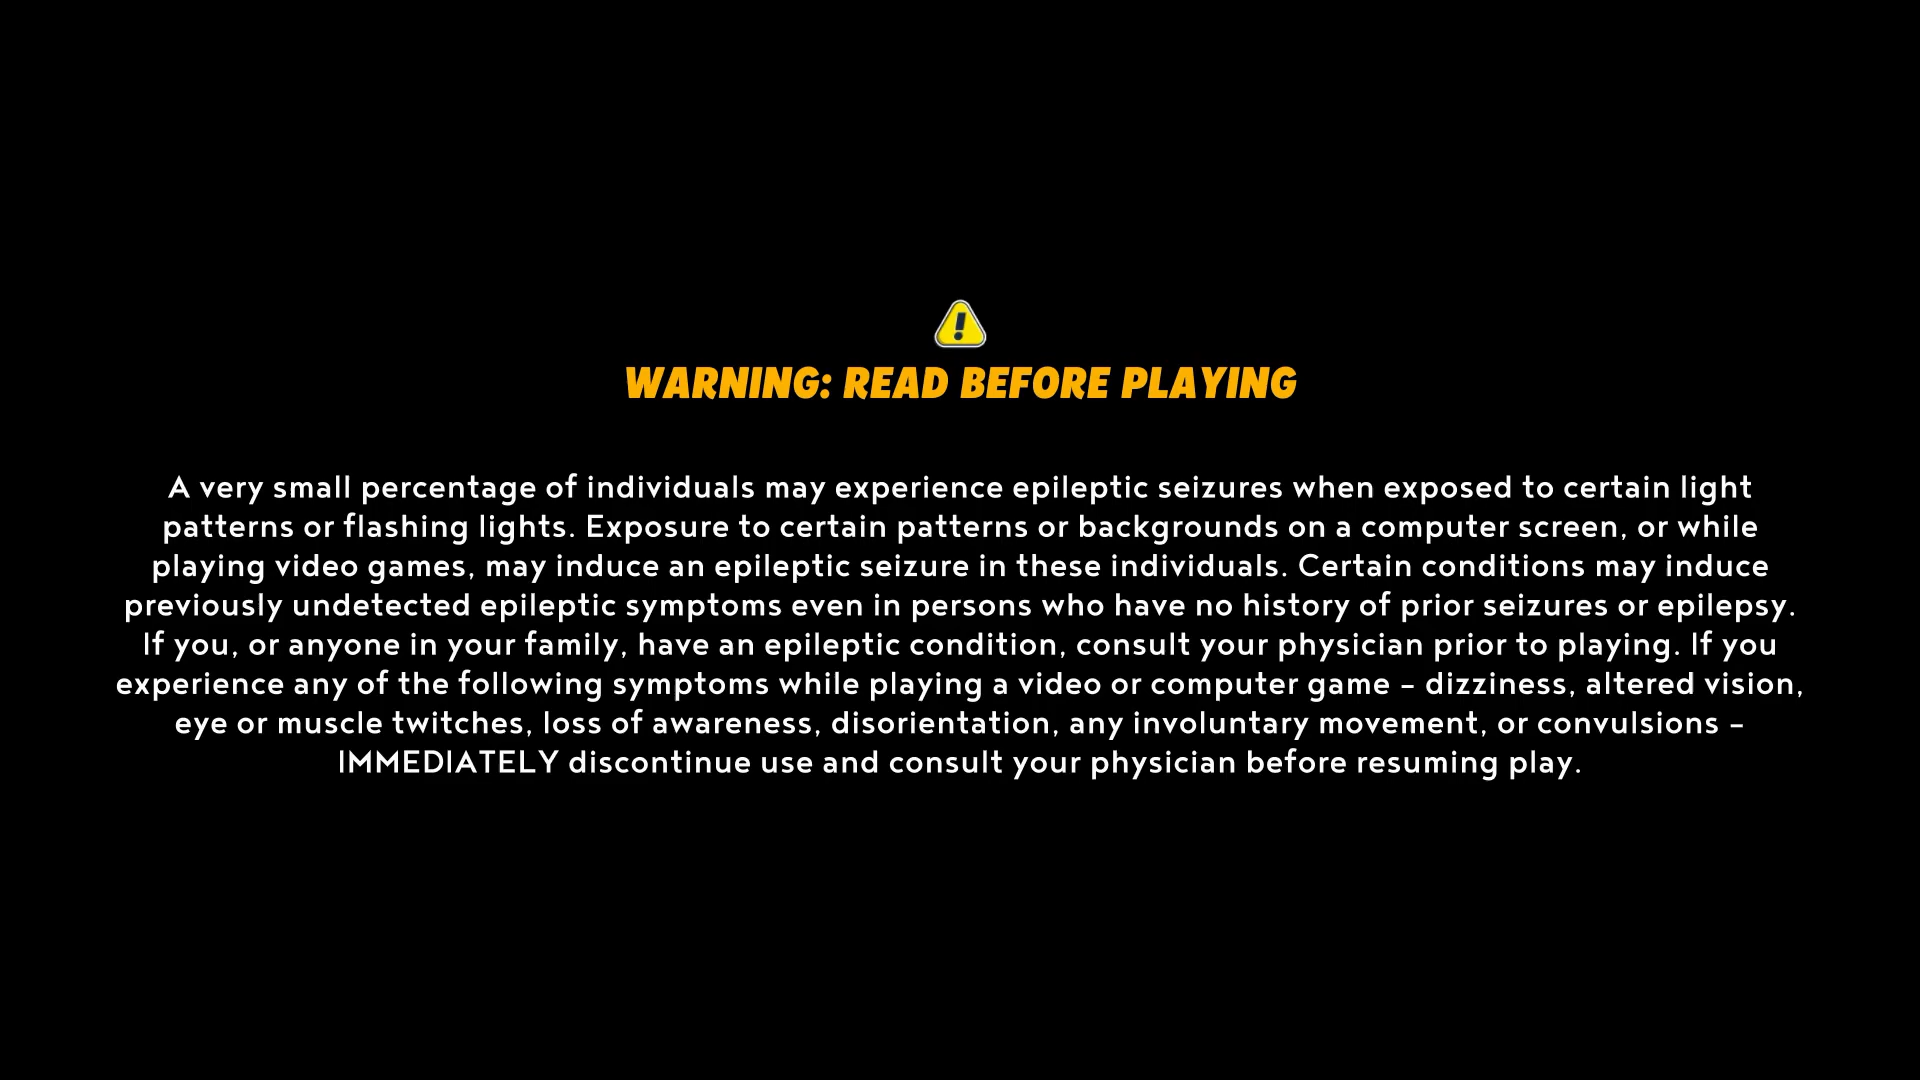 WARNING: READ BEFORE PLAYING
A very small percentage of individuals may experience epileptic seizures when exposed to certain light
patterns or flashing lights. Exposure to certain patterns or backgrounds on a computer screen, or while
playing video games, may induce an epileptic seizure in these individuals. Certain conditions may induce
previously undetected epileptic symptoms even in persons who have no history of prior seizures or epilepsy.
If you, or anyone in your family, have an epileptic condition, consult your physician prior to playing. If you
experience any of the following symptoms while playing a video or computer game – dizziness, altered vision,
eye or muscle twitches, loss of awareness, disorientation, any involuntary movement, or convulsions –
IMMEDIATELY discontinue use and consult your physician before resuming play.